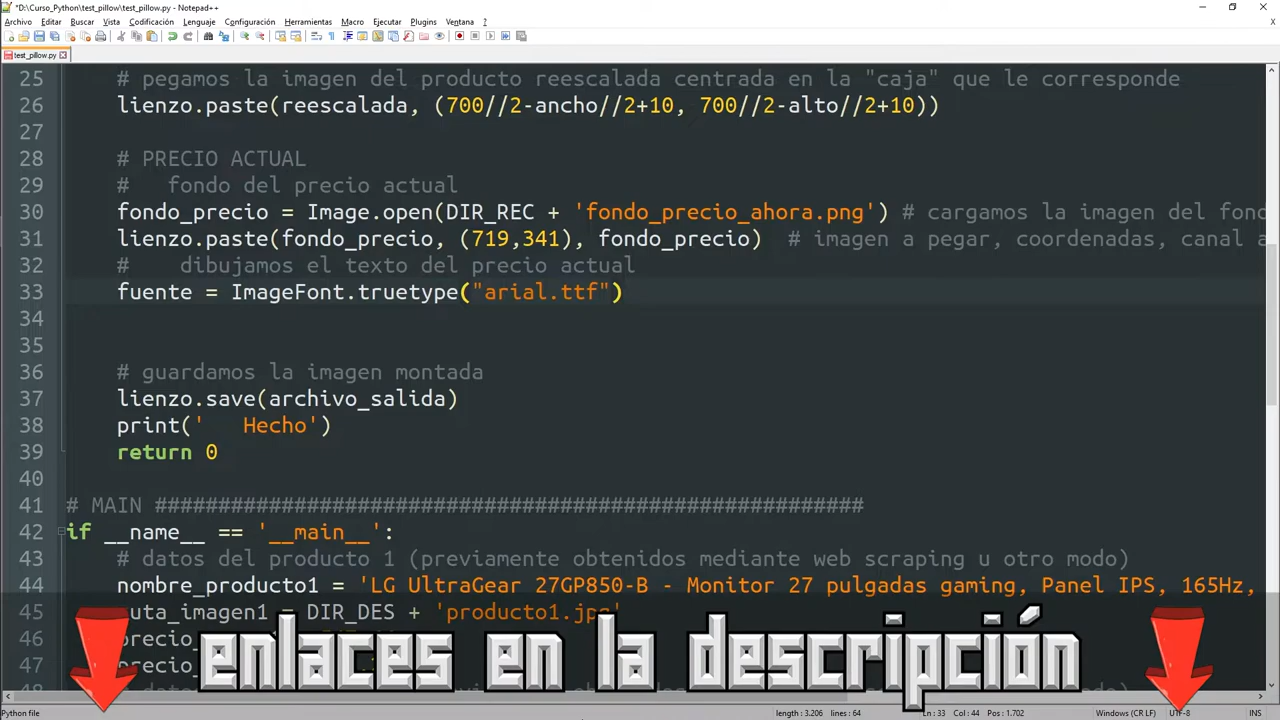 *D:\Curso_Python\test_pillow\test_pillow.py - Notepad++
Archivo Editar Buscar Vista Codificación Lenguaje Configuración Herramientas Macro Ejecutar Plugins Ventana ?
test_pillow.py
25 # pegamos la imagen del producto reescalada centrada en la "caja" que le corresponde
26 lienzo.paste(reescalada, (700//2-ancho//2+10, 700//2-alto//2+10))
27
28 # PRECIO ACTUAL
29 #   fondo del precio actual
30 fondo_precio = Image.open(DIR_REC + 'fondo_precio_ahora.png') # cargamos la imagen del fond
31 lienzo.paste(fondo_precio, (719,341), fondo_precio)  # imagen a pegar, coordenadas, canal a
32 #    dibujamos el texto del precio actual
33 fuente = ImageFont.truetype("arial.ttf")
34
35
36 # guardamos la imagen montada
37 lienzo.save(archivo_salida)
38 print('   Hecho')
39 return 0
40
41 # MAIN ########################################################
42 if __name__ == '__main__':
43 # datos del producto 1 (previamente obtenidos mediante web scraping u otro modo)
44 nombre_producto1 = 'LG UltraGear 27GP850-B - Monitor 27 pulgadas gaming, Panel IPS, 165Hz,
45 ruta_imagen1 = DIR_DES + 'producto1.jpg'
46 precio_
47 precio_
enlaces en la descripción
Python file length : 3.206 lines : 64 Ln : 33 Col : 44 Pos : 1.702 Windows (CR LF) UTF-8 INS